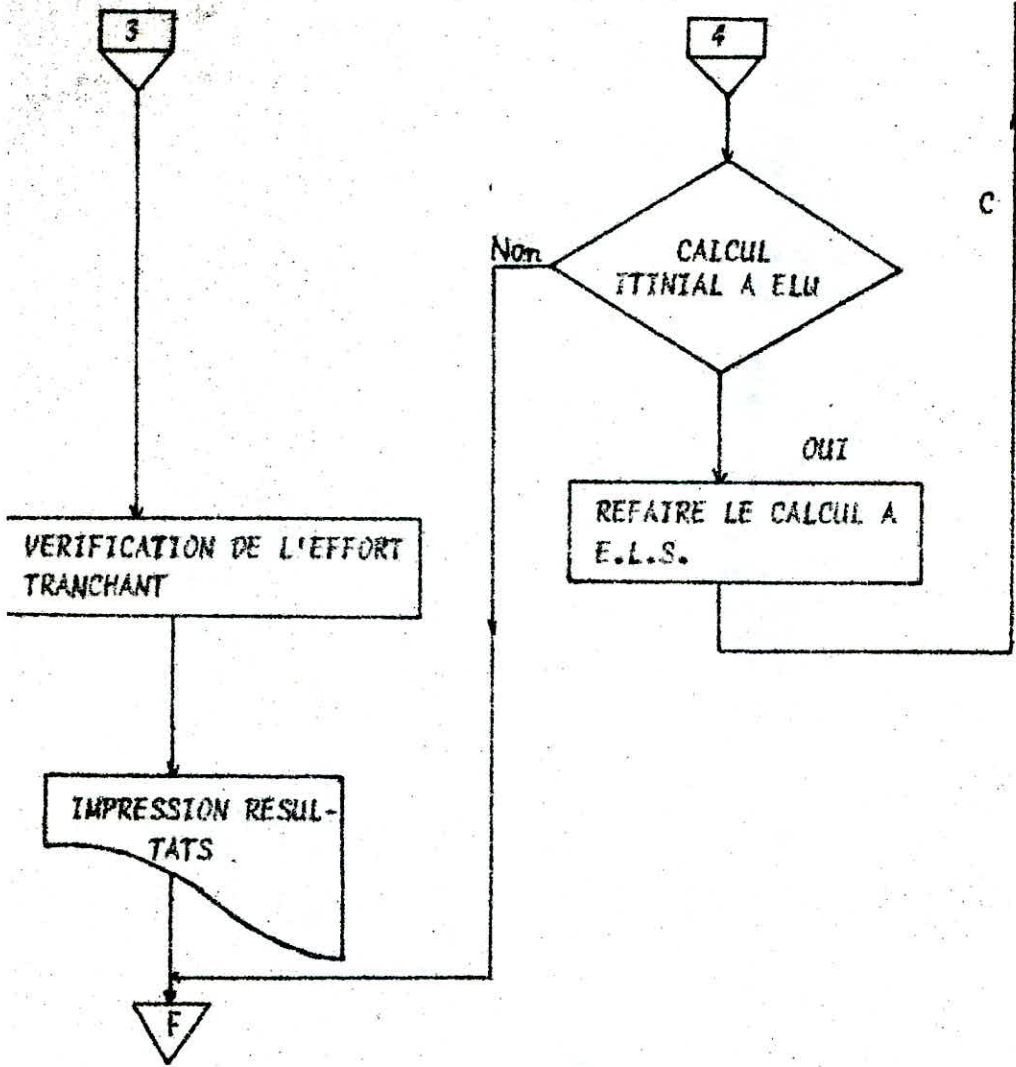 3
4
C
Non
CALCUL
ITINIAL A ELU
OUI
REFAIRE LE CALCUL A
E.L.S.
VERIFICATION DE L'EFFORT
TRANCHANT
IMPRESSION RESUL-
TATS
F